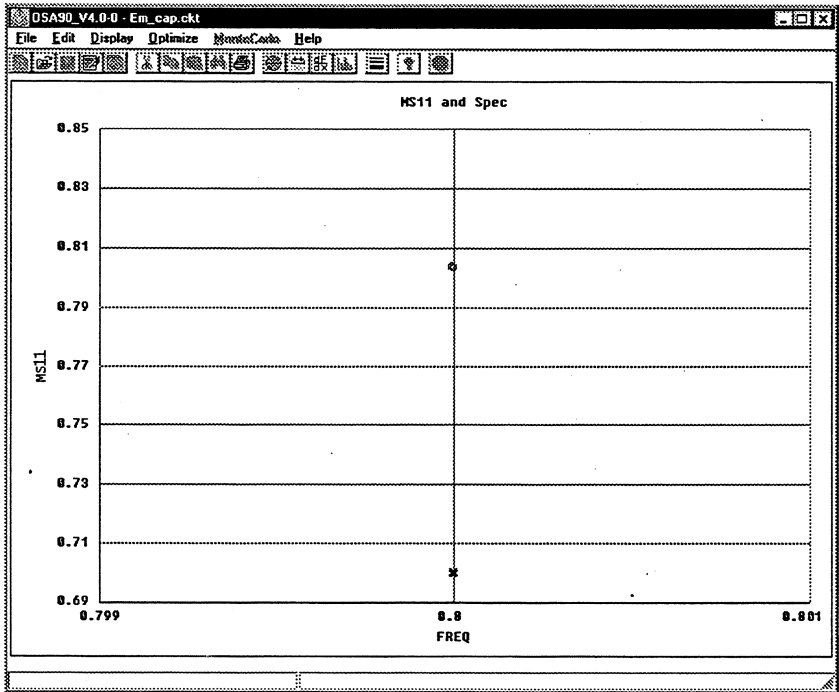 OSA90_V4.0-0 - Em_cap.ckt
File Edit Display Optimize MonteCarlo Help
MS11 and Spec
0.85
0.83
0.81
0.79
0.77
0.75
0.73
0.71
0.69
MS11
0.799 0.8 0.801
FREQ